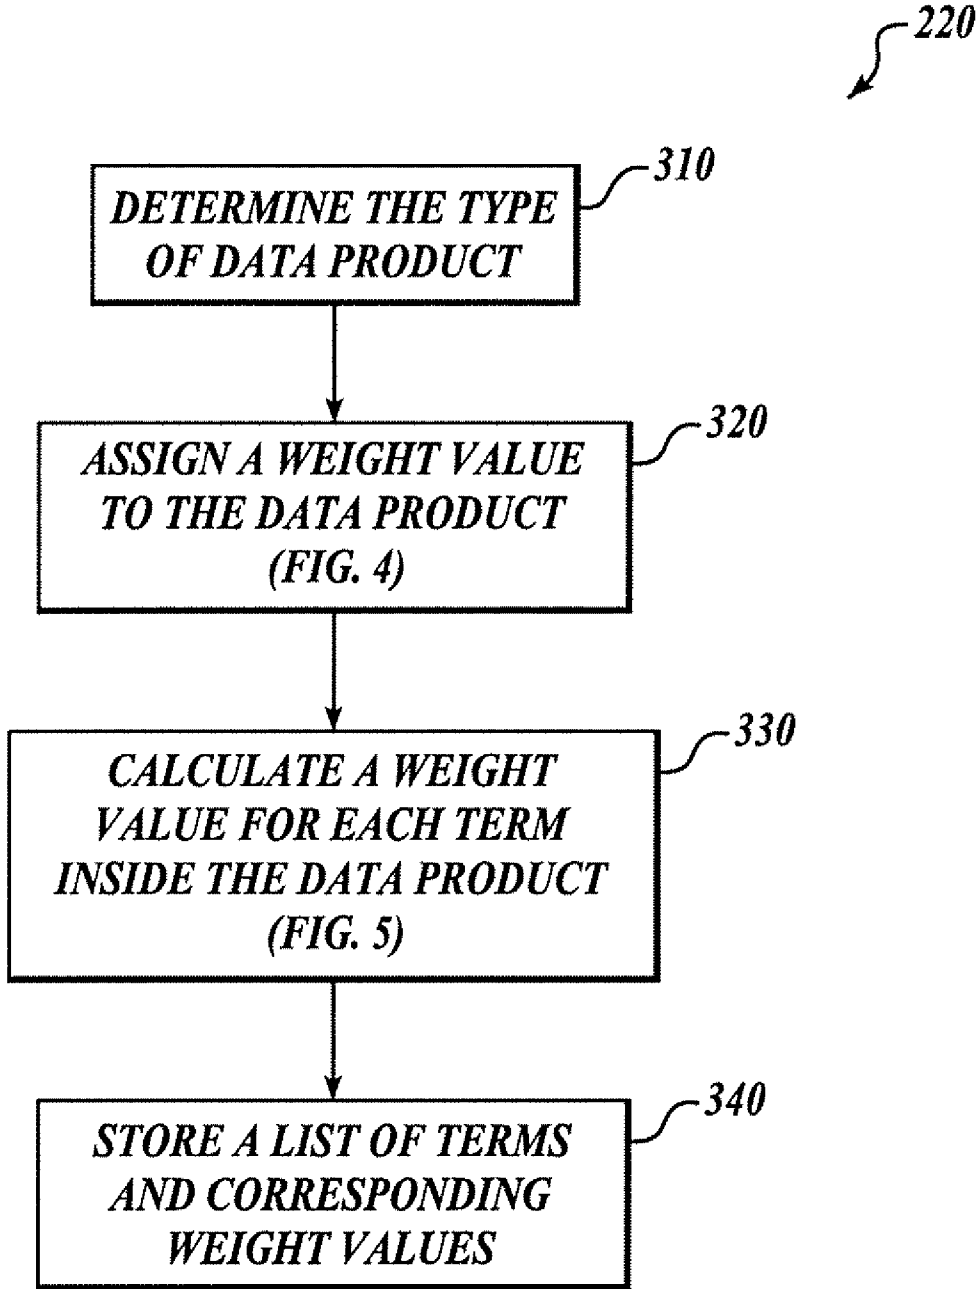 220
310
DETERMINE THE TYPE
OF DATA PRODUCT
320
ASSIGN A WEIGHT VALUE
TO THE DATA PRODUCT
(FIG. 4)
330
CALCULATE A WEIGHT
VALUE FOR EACH TERM
INSIDE THE DATA PRODUCT
(FIG. 5)
340
STORE A LIST OF TERMS
AND CORRESPONDING
WEIGHT VALUES